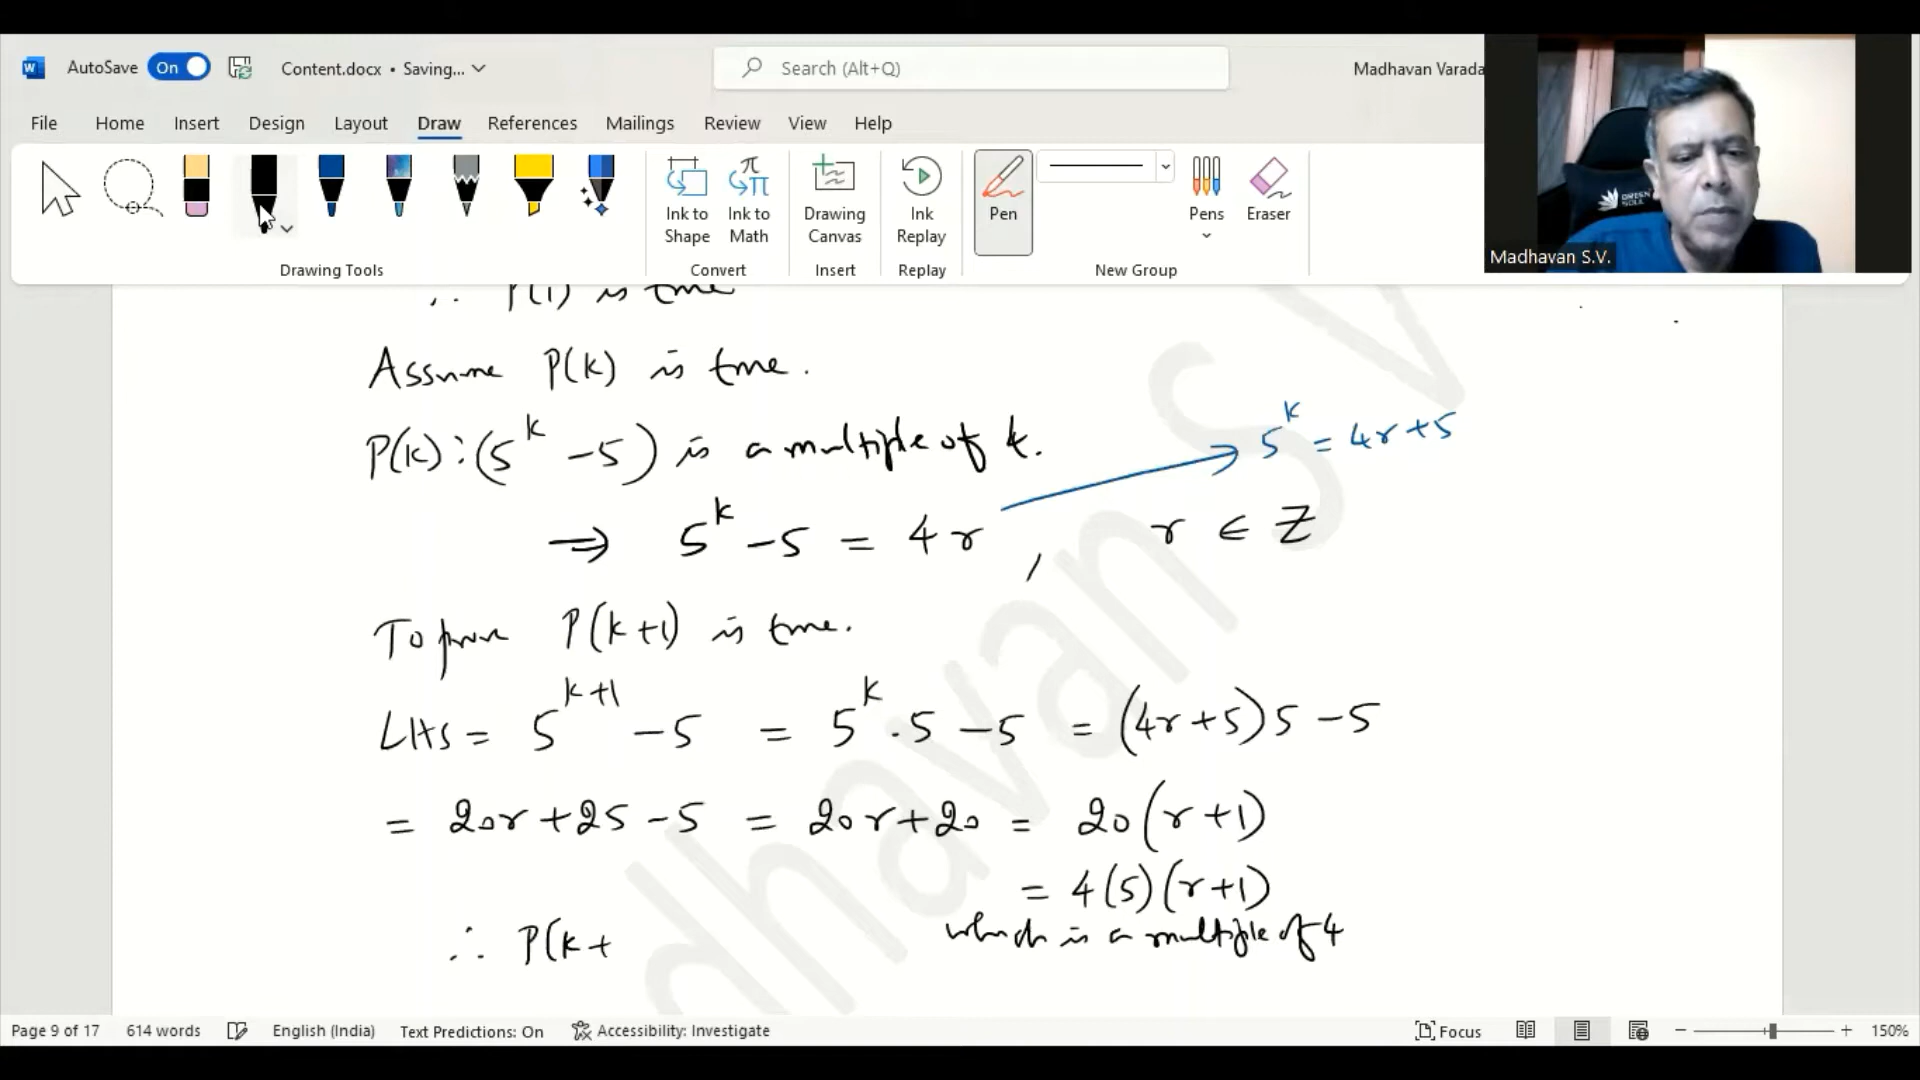 AutoSave On Content.docx • Saving... Search (Alt+Q) Madhavan Varada
File Home Insert Design Layout Draw References Mailings Review View Help
Ink to Shape
Ink to Math
Drawing Canvas
Ink Replay
Pen
Pens
Eraser
Drawing Tools Convert Insert Replay New Group
GREEN SOUL
Madhavan S.V.
∴ P(1) is true
Assume P(k) is true.
P(k) : (5^k - 5) is a multiple of 4.
5^k = 4r+5
⇒ 5^k - 5 = 4r , r ∈ Z
To prove P(k+1) is true.
LHS = 5^{k+1} - 5 = 5^k . 5 - 5 = (4r+5)5 - 5
= 20r + 25 - 5 = 20r + 20 = 20(r+1)
= 4(5)(r+1)
which is a multiple of 4
∴ P(k+
dhavan S V
Page 9 of 17 614 words English (India) Text Predictions: On Accessibility: Investigate Focus 150%